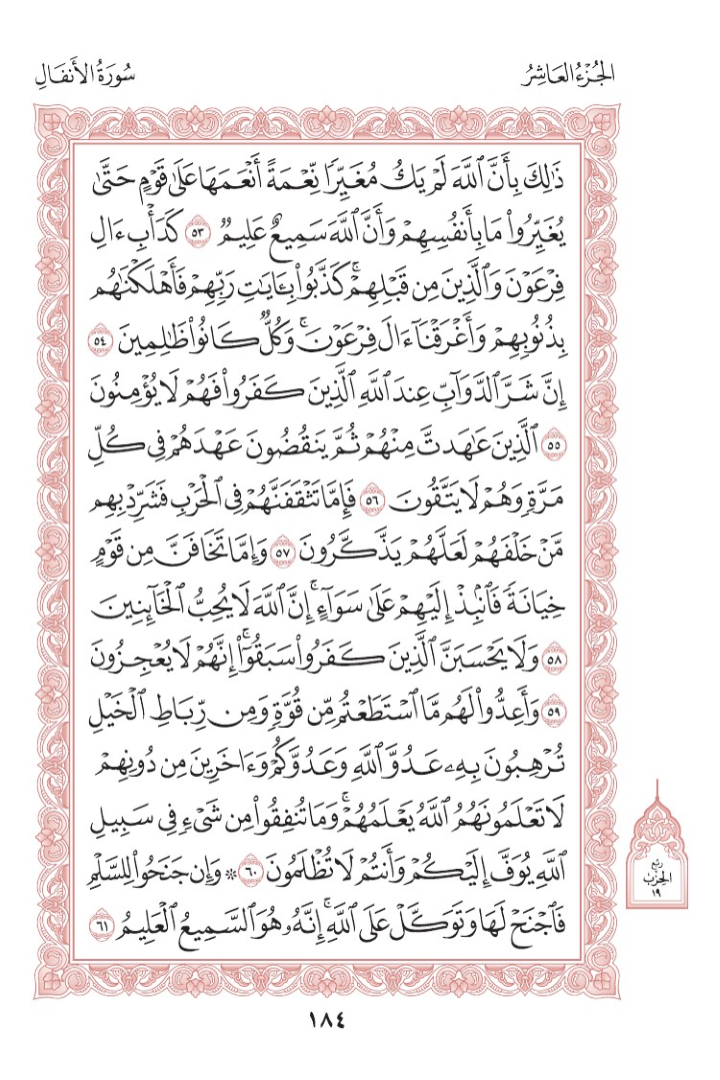 الجُزْءُ العَاشِرُ
سُورَةُ الأَنفَالِ
ذَٰلِكَ بِأَنَّ ٱللَّهَ لَمْ يَكُ مُغَيِّرًا نِّعْمَةً أَنْعَمَهَا عَلَىٰ قَوْمٍ حَتَّىٰ
يُغَيِّرُوا۟ مَا بِأَنفُسِهِمْ وَأَنَّ ٱللَّهَ سَمِيعٌ عَلِيمٌ ٥٣ كَدَأْبِ ءَالِ
فِرْعَوْنَ وَٱلَّذِينَ مِن قَبْلِهِمْ ۚ كَذَّبُوا۟ بِـَٔايَـٰتِ رَبِّهِمْ فَأَهْلَكْنَـٰهُم
بِذُنُوبِهِمْ وَأَغْرَقْنَآ ءَالَ فِرْعَوْنَ ۚ وَكُلٌّ كَانُوا۟ ظَـٰلِمِينَ ٥٤
إِنَّ شَرَّ ٱلدَّوَآبِّ عِندَ ٱللَّهِ ٱلَّذِينَ كَفَرُوا۟ فَهُمْ لَا يُؤْمِنُونَ
٥٥ ٱلَّذِينَ عَـٰهَدتَّ مِنْهُمْ ثُمَّ يَنقُضُونَ عَهْدَهُمْ فِى كُلِّ
مَرَّةٍ وَهُمْ لَا يَتَّقُونَ ٥٦ فَإِمَّا تَثْقَفَنَّهُمْ فِى ٱلْحَرْبِ فَشَرِّدْ بِهِم
مَّنْ خَلْفَهُمْ لَعَلَّهُمْ يَذَّكَّرُونَ ٥٧ وَإِمَّا تَخَافَنَّ مِن قَوْمٍ
خِيَانَةً فَٱنۢبِذْ إِلَيْهِمْ عَلَىٰ سَوَآءٍ ۚ إِنَّ ٱللَّهَ لَا يُحِبُّ ٱلْخَآئِنِينَ
٥٨ وَلَا يَحْسَبَنَّ ٱلَّذِينَ كَفَرُوا۟ سَبَقُوٓا۟ ۚ إِنَّهُمْ لَا يُعْجِزُونَ
٥٩ وَأَعِدُّوا۟ لَهُم مَّا ٱسْتَطَعْتُم مِّن قُوَّةٍ وَمِن رِّبَاطِ ٱلْخَيْلِ
تُرْهِبُونَ بِهِۦ عَدُوَّ ٱللَّهِ وَعَدُوَّكُمْ وَءَاخَرِينَ مِن دُونِهِمْ
لَا تَعْلَمُونَهُمُ ٱللَّهُ يَعْلَمُهُمْ ۚ وَمَا تُنفِقُوا۟ مِن شَىْءٍ فِى سَبِيلِ
ٱللَّهِ يُوَفَّ إِلَيْكُمْ وَأَنتُمْ لَا تُظْلَمُونَ ٦٠ ۞ وَإِن جَنَحُوا۟ لِلسَّلْمِ
فَٱجْنَحْ لَهَا وَتَوَكَّلْ عَلَى ٱللَّهِ ۚ إِنَّهُۥ هُوَ ٱلسَّمِيعُ ٱلْعَلِيمُ ٦١
ربع
الحِزْب
١٩
١٨٤